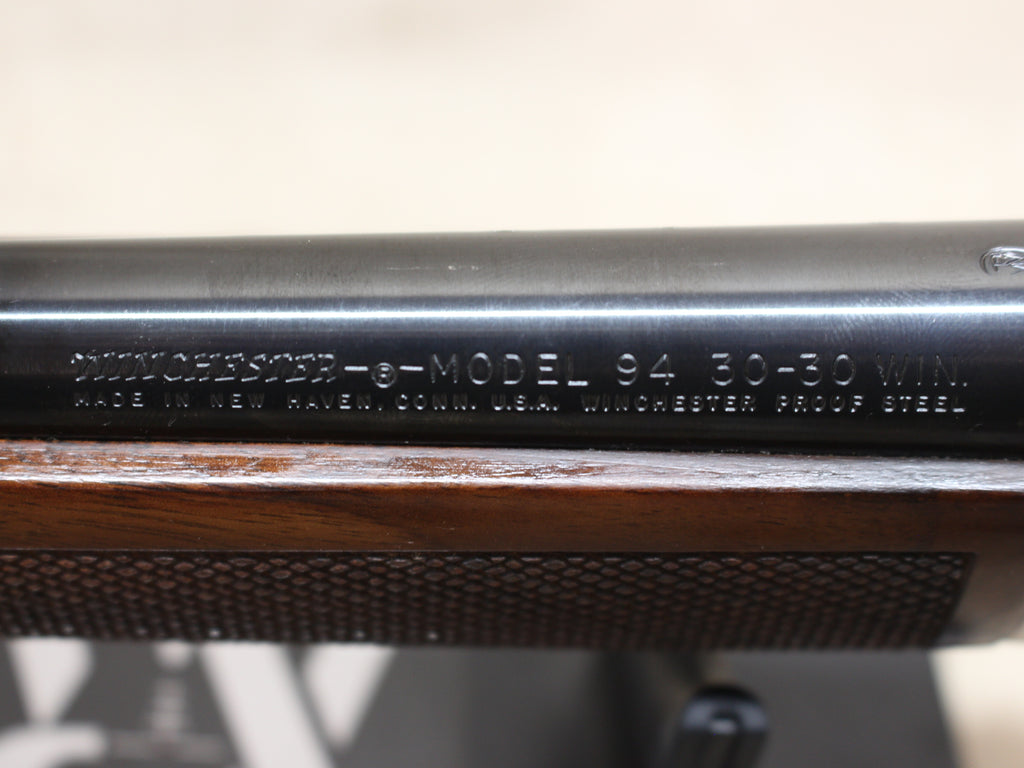 WINCHESTER-®-MODEL 94 30-30 WIN.
MADE IN NEW HAVEN, CONN. U.S.A. WINCHESTER PROOF STEEL